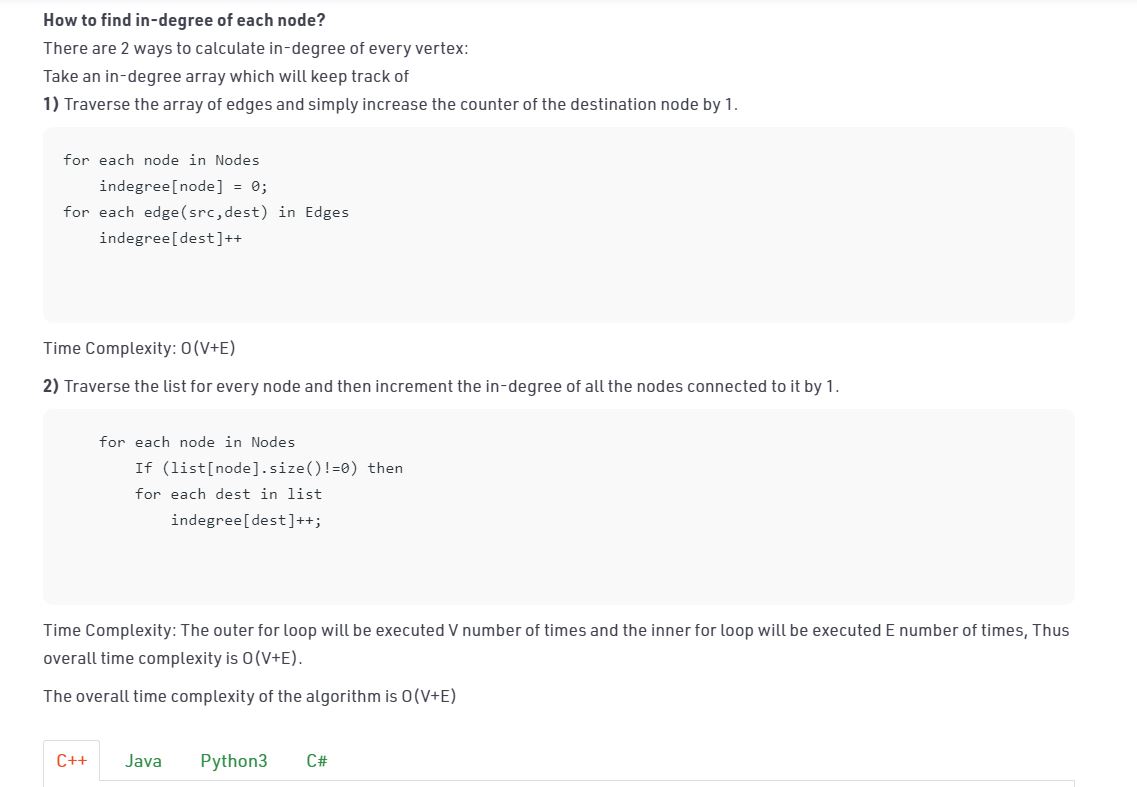 How to find in-degree of each node?
There are 2 ways to calculate in-degree of every vertex:
Take an in-degree array which will keep track of
1) Traverse the array of edges and simply increase the counter of the destination node by 1.
for each node in Nodes
    indegree[node] = 0;
for each edge(src,dest) in Edges
    indegree[dest]++
Time Complexity: O(V+E)
2) Traverse the list for every node and then increment the in-degree of all the nodes connected to it by 1.
    for each node in Nodes
        If (list[node].size()!=0) then
        for each dest in list
            indegree[dest]++;
Time Complexity: The outer for loop will be executed V number of times and the inner for loop will be executed E number of times, Thus
overall time complexity is O(V+E).
The overall time complexity of the algorithm is O(V+E)
C++ Java Python3 C#